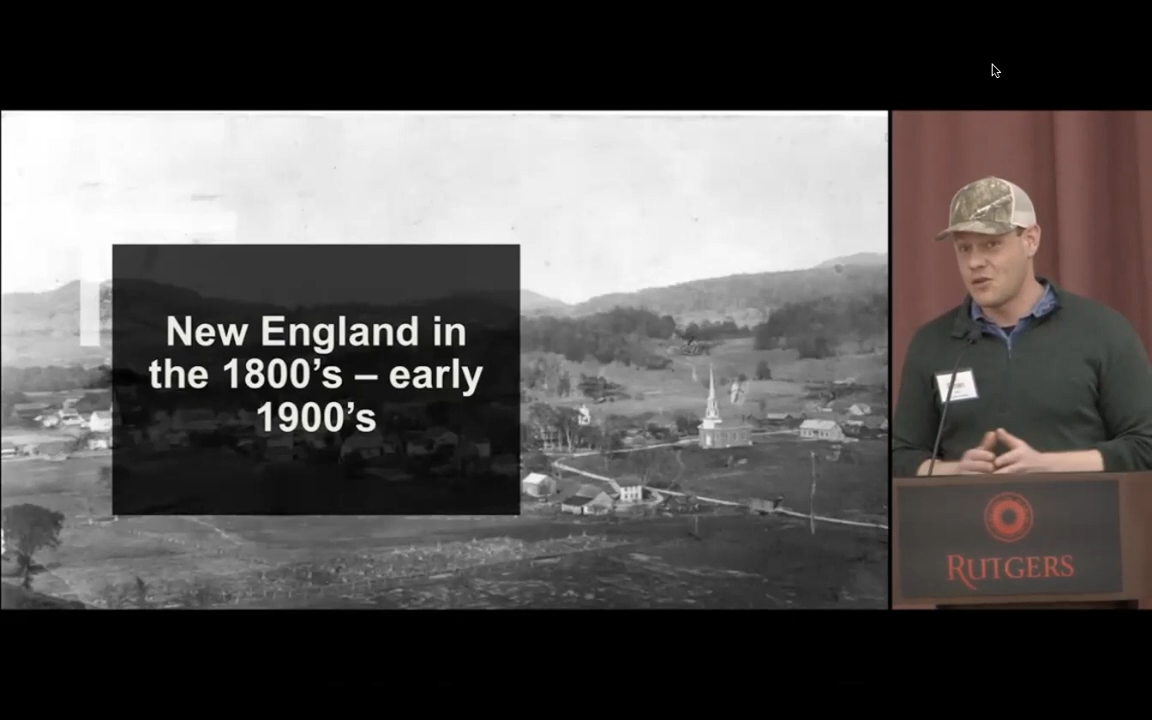 New England in
the 1800’s – early
1900’s
RUTGERS